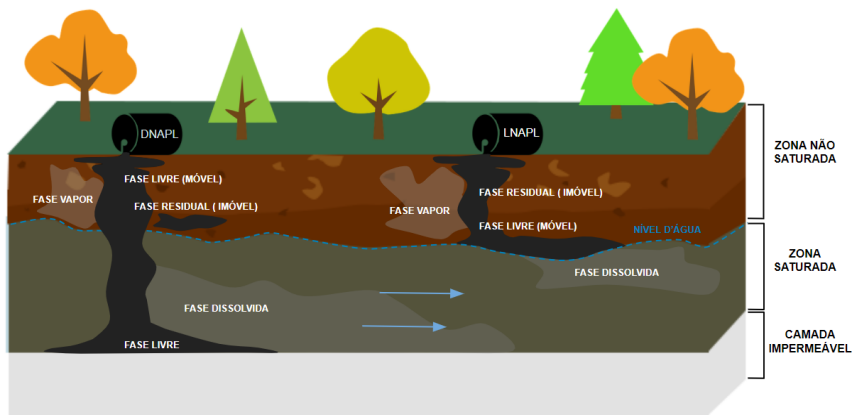 DNAPL
LNAPL
ZONA NÃO
SATURADA
FASE LIVRE (MÓVEL)
FASE VAPOR
FASE RESIDUAL ( IMÓVEL)
FASE RESIDUAL ( IMÓVEL)
FASE VAPOR
FASE LIVRE (MÓVEL)
NÍVEL D'ÁGUA
ZONA
SATURADA
FASE DISSOLVIDA
FASE DISSOLVIDA
FASE LIVRE
CAMADA
IMPERMEÁVEL